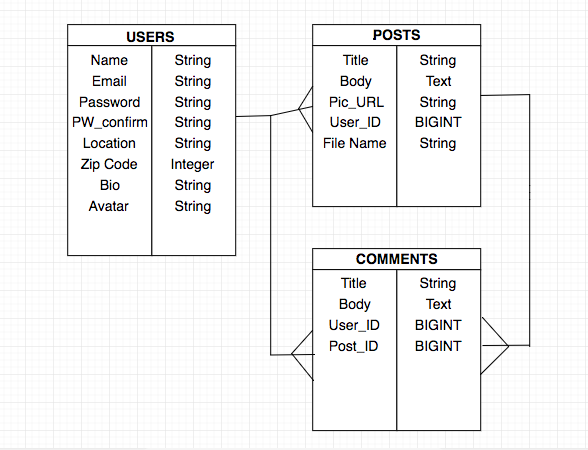 USERS
Name String
Email String
Password String
PW_confirm String
Location String
Zip Code Integer
Bio String
Avatar String
POSTS
Title String
Body Text
Pic_URL String
User_ID BIGINT
File Name String
COMMENTS
Title String
Body Text
User_ID BIGINT
Post_ID BIGINT